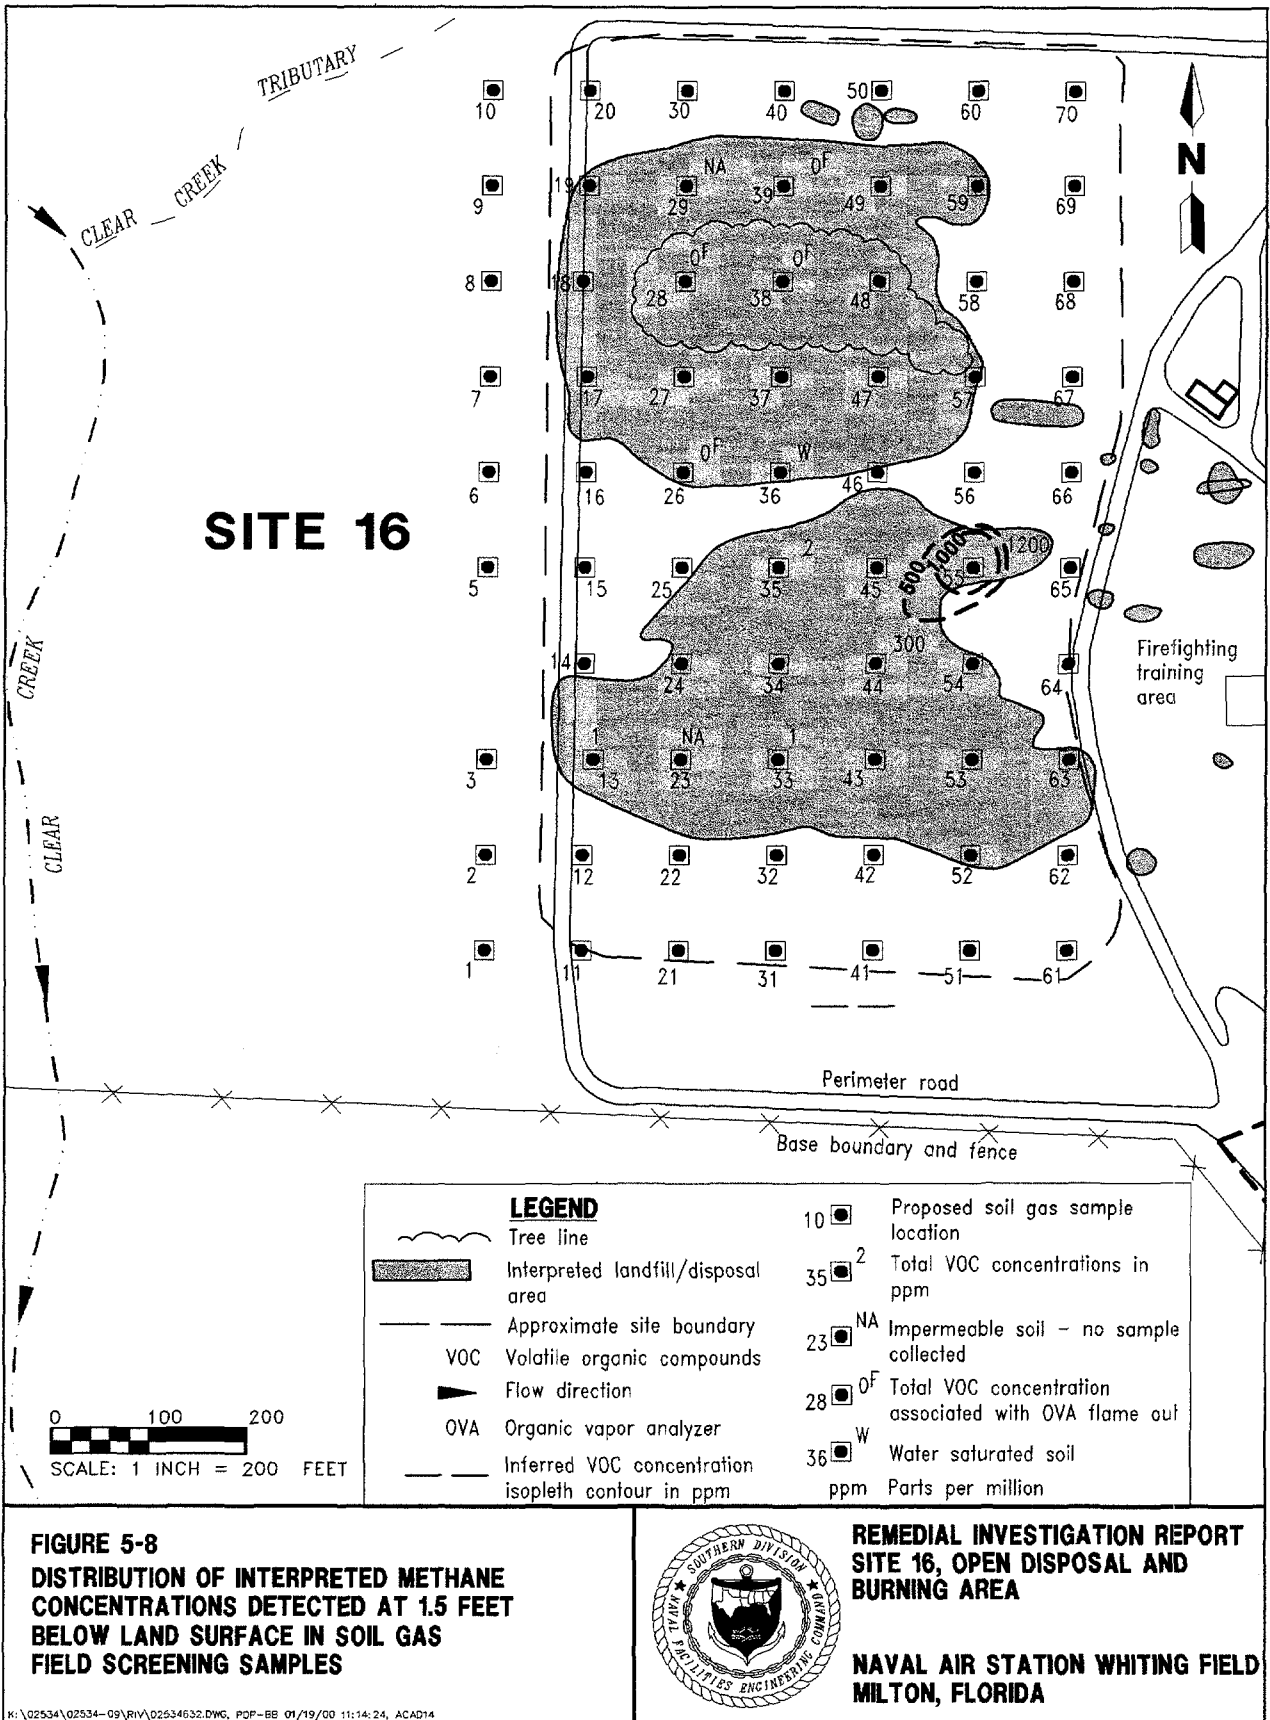 TRIBUTARY
CREEK
CLEAR
10 20 30 40 50 60 70
NA 0F
9 19 29 39 49 59 69
0F 0F
8 18 28 38 48 58 68
N
7 17 27 37 47 57 67
0F W
6 16 26 36 46 56 66
SITE 16
2 500 1000 1200
5 15 25 35 45 55 65
300
CREEK
14 24 34 44 54 64
Firefighting
training
area
1 NA 1
3 13 23 33 43 53 63
CLEAR
2 12 22 32 42 52 62
1 11 21 31 41 51 61
Perimeter road
Base boundary and fence
LEGEND
Tree line
Interpreted landfill/disposal
area
Approximate site boundary
VOC Volatile organic compounds
Flow direction
OVA Organic vapor analyzer
Inferred VOC concentration
isopleth contour in ppm
10 Proposed soil gas sample
location
35 2 Total VOC concentrations in
ppm
23 NA Impermeable soil - no sample
collected
28 0F Total VOC concentration
associated with OVA flame out
36 W Water saturated soil
ppm Parts per million
0 100 200
SCALE: 1 INCH = 200 FEET
FIGURE 5-8
DISTRIBUTION OF INTERPRETED METHANE
CONCENTRATIONS DETECTED AT 1.5 FEET
BELOW LAND SURFACE IN SOIL GAS
FIELD SCREENING SAMPLES
SOUTHERN DIVISION
NAVAL FACILITIES ENGINEERING COMMAND
REMEDIAL INVESTIGATION REPORT
SITE 16, OPEN DISPOSAL AND
BURNING AREA
NAVAL AIR STATION WHITING FIELD
MILTON, FLORIDA
K:\02534\02534-09\RIV\02534632.DWG, PDP-BB 01/19/00 11:14:24, ACAD14